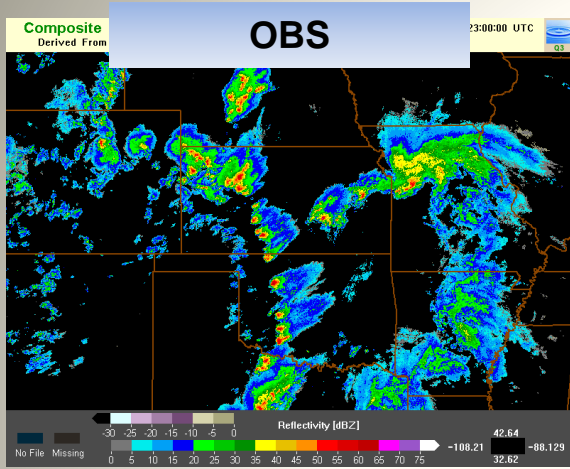 OBS
Composite
Derived From
23:00:00 UTC
Q3
Reflectivity [dBZ]
-30 -25 -20 -15 -10 -5 0
0 5 10 15 20 25 30 35 40 45 50 55 60 65 70 75
No File Missing
42.64
-108.21 -88.129
32.62